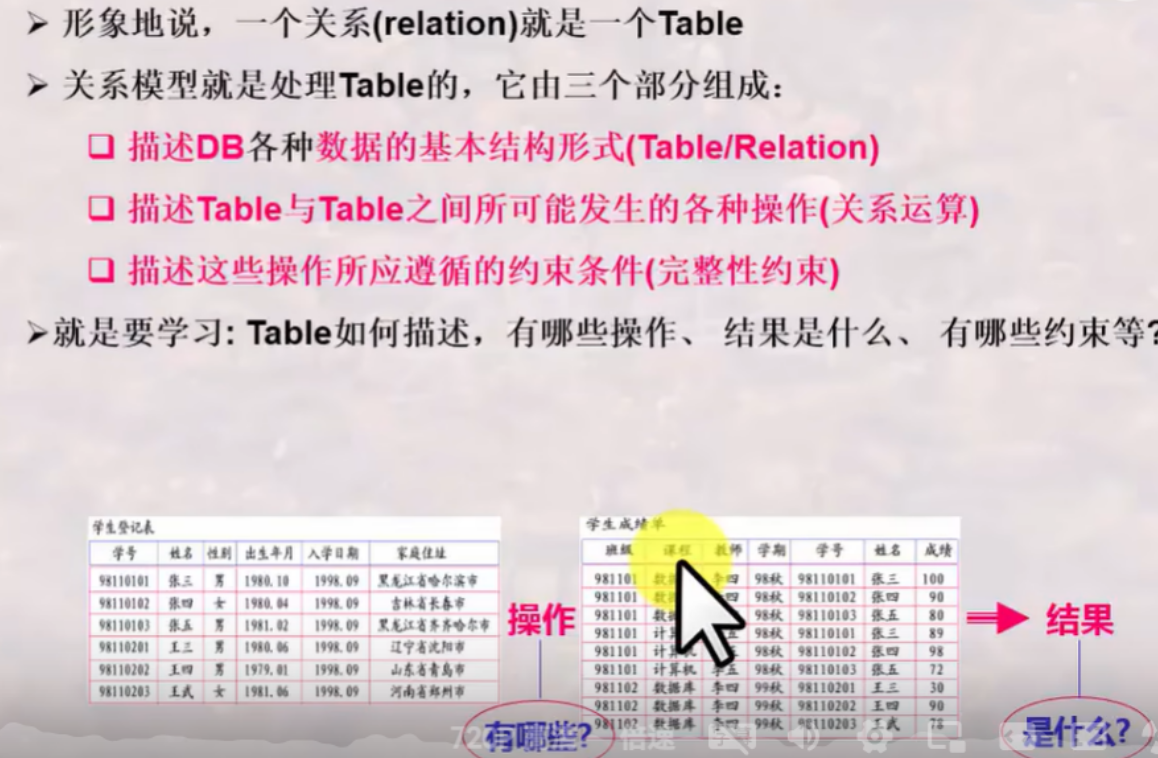 ➢ 形象地说，一个关系(relation)就是一个Table
➢ 关系模型就是处理Table的，它由三个部分组成：
❑ 描述DB各种数据的基本结构形式(Table/Relation)
❑ 描述Table与Table之间所可能发生的各种操作(关系运算)
❑ 描述这些操作所应遵循的约束条件(完整性约束)
➢就是要学习: Table如何描述，有哪些操作、 结果是什么、 有哪些约束等?
学生登记表
学号 姓名 性别 出生年月 入学日期 家庭住址
98110101 张三 男 1980.10 1998.09 黑龙江省哈尔滨市
98110102 张四 女 1980.04 1998.09 吉林省长春市
98110103 张五 男 1981.02 1998.09 黑龙江省齐齐哈尔市
98110201 王三 男 1980.06 1998.09 辽宁省沈阳市
98110202 王四 男 1979.01 1998.09 山东省青岛市
98110203 王武 女 1981.06 1998.09 河南省郑州市
操作
有哪些?
学生成绩单
班级 课程 教师 学期 学号 姓名 成绩
981101 数 李四 98秋 98110101 张三 100
981101 数 四 98秋 98110102 张四 90
981101 数 98秋 98110103 张五 80
981101 计 五 98秋 98110101 张三 89
981101 计 98秋 98110102 张四 98
981101 计算机 李五 98秋 98110103 张五 72
981102 数据库 李四 99秋 98110201 王三 30
981102 数据库 李四 99秋 98110202 王四 90
981102 数据库 李四 99秋 98110203 王武 78
结果
是什么?
倍速